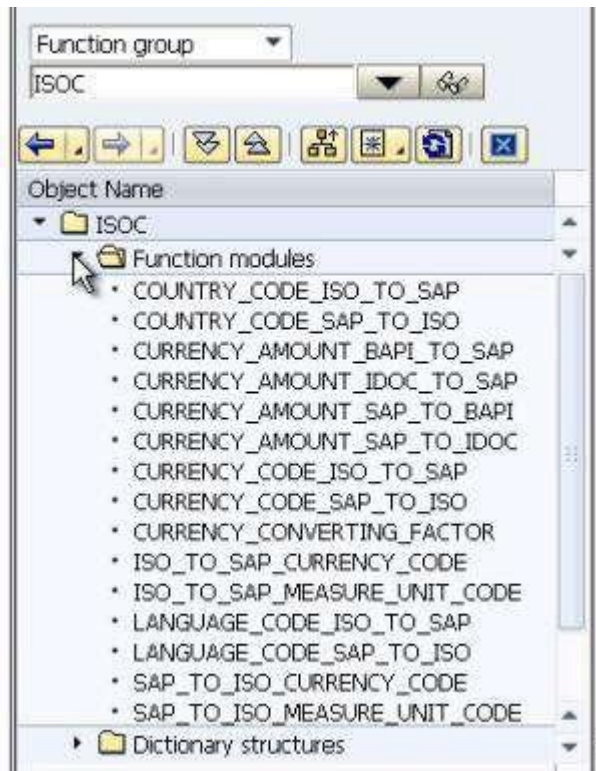 Function group
ISOC
Object Name
ISOC
Function modules
COUNTRY_CODE_ISO_TO_SAP
COUNTRY_CODE_SAP_TO_ISO
CURRENCY_AMOUNT_BAPI_TO_SAP
CURRENCY_AMOUNT_IDOC_TO_SAP
CURRENCY_AMOUNT_SAP_TO_BAPI
CURRENCY_AMOUNT_SAP_TO_IDOC
CURRENCY_CODE_ISO_TO_SAP
CURRENCY_CODE_SAP_TO_ISO
CURRENCY_CONVERTING_FACTOR
ISO_TO_SAP_CURRENCY_CODE
ISO_TO_SAP_MEASURE_UNIT_CODE
LANGUAGE_CODE_ISO_TO_SAP
LANGUAGE_CODE_SAP_TO_ISO
SAP_TO_ISO_CURRENCY_CODE
SAP_TO_ISO_MEASURE_UNIT_CODE
Dictionary structures